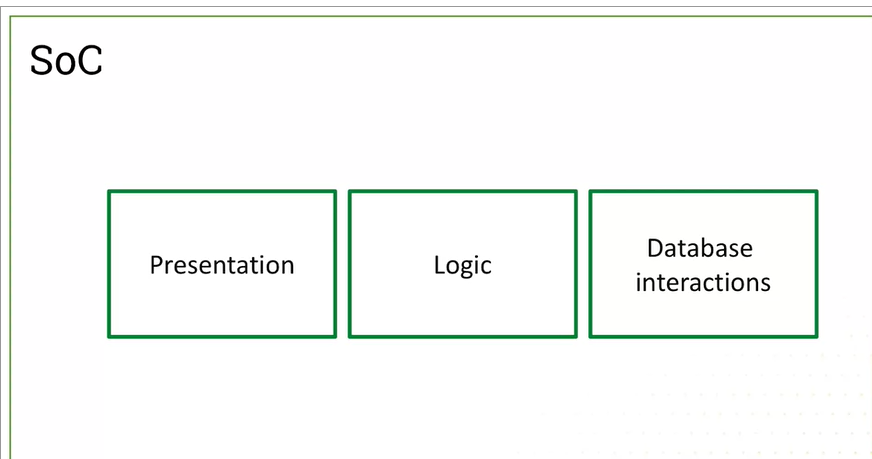 SoC
Presentation
Logic
Database
interactions